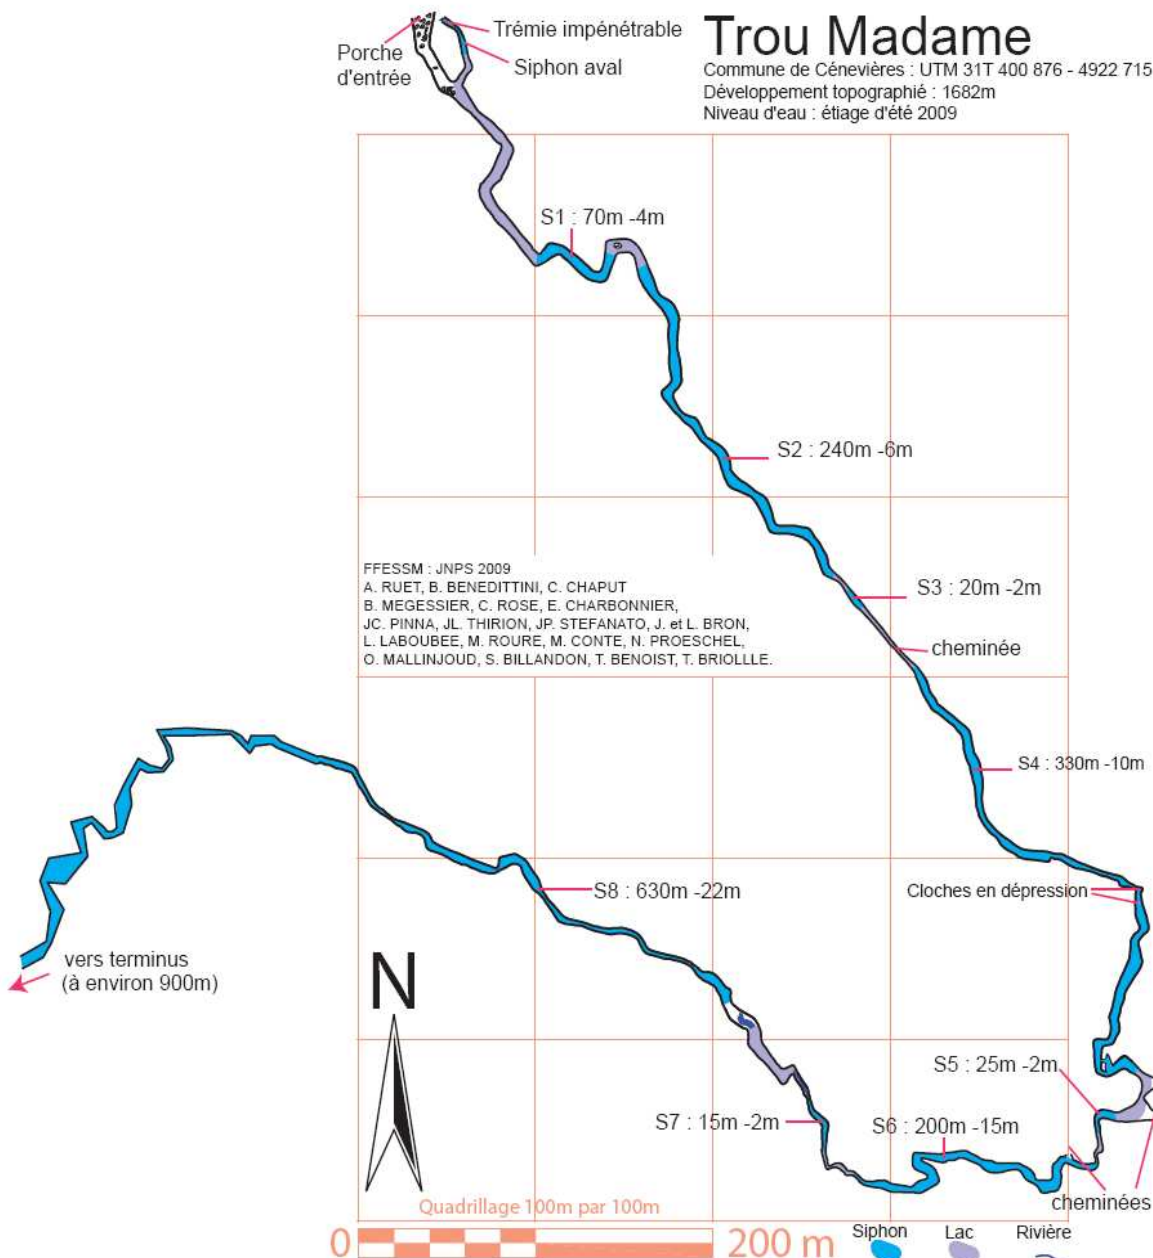 Trou Madame
Commune de Cénevières : UTM 31T 400 876 - 4922 715
Développement topographié : 1682m
Niveau d'eau : étiage d'été 2009
Trémie impénétrable
Porche
d'entrée
Siphon aval
S1 : 70m -4m
S2 : 240m -6m
FFESSM : JNPS 2009
A. RUET, B. BENEDITTINI, C. CHAPUT
B. MEGESSIER, C. ROSE, E. CHARBONNIER,
JC. PINNA, JL. THIRION, JP. STEFANATO, J. et L. BRON,
L. LABOUBEE, M. ROURE, M. CONTE, N. PROESCHEL,
O. MALLINJOUD, S. BILLANDON, T. BENOIST, T. BRIOLLLE.
S3 : 20m -2m
cheminée
S4 : 330m -10m
Cloches en dépression
S8 : 630m -22m
vers terminus
(à environ 900m)
N
S5 : 25m -2m
S7 : 15m -2m
S6 : 200m -15m
cheminées
Quadrillage 100m par 100m
0 200 m
Siphon Lac Rivière